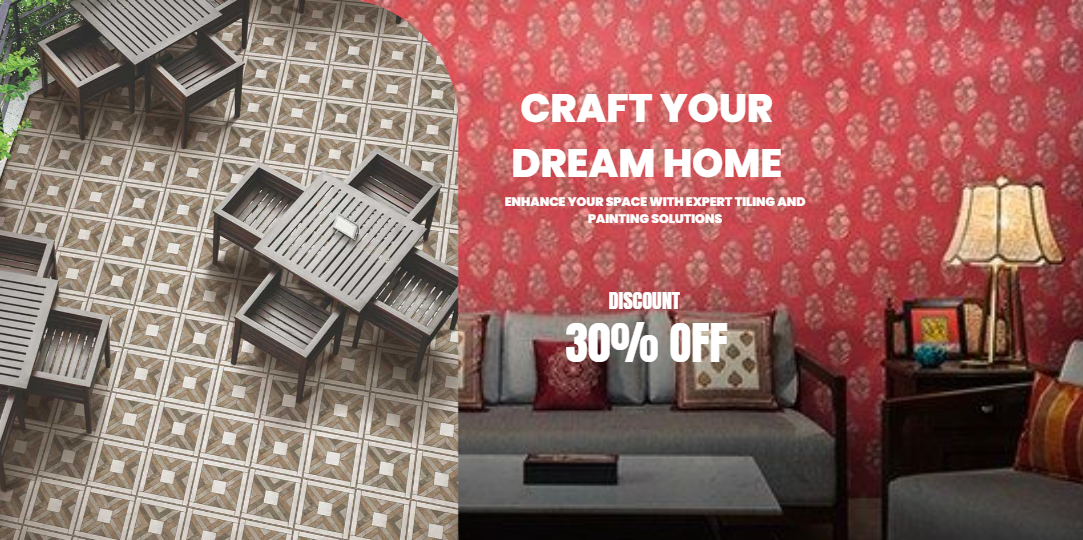 CRAFT YOUR
DREAM HOME
ENHANCE YOUR SPACE WITH EXPERT TILING AND
PAINTING SOLUTIONS
DISCOUNT
30% OFF